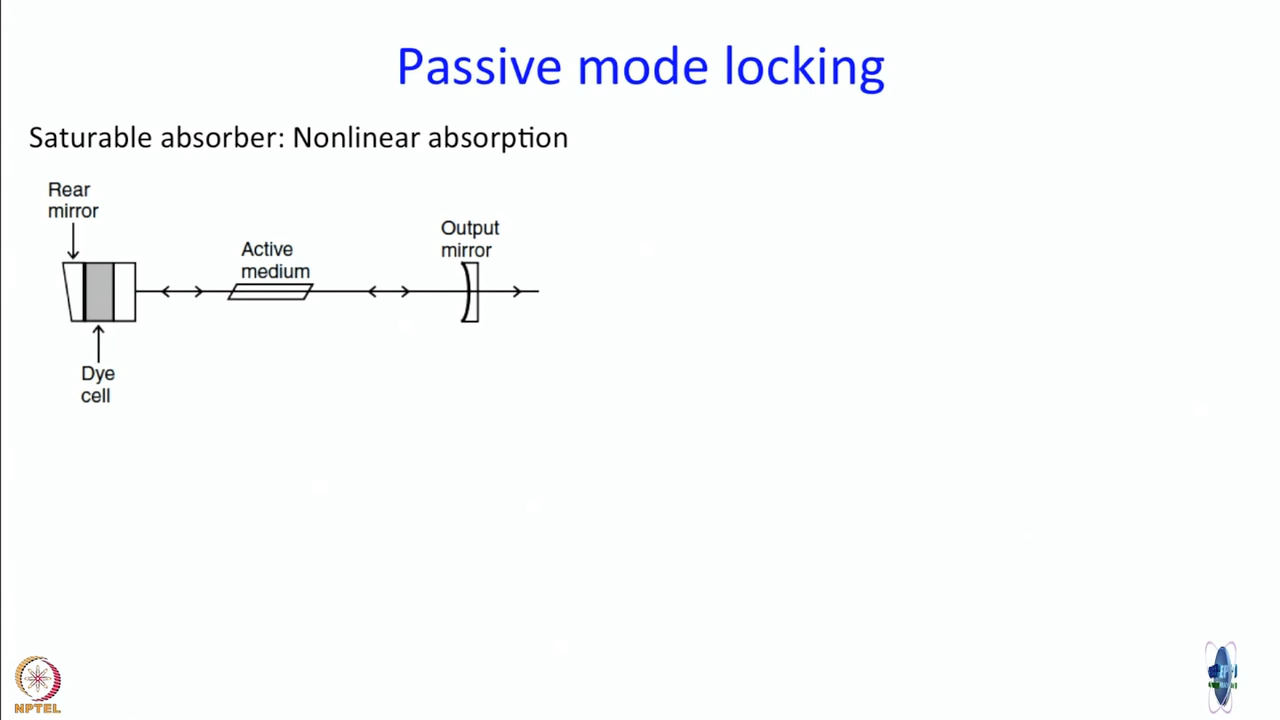 Passive mode locking
Saturable absorber: Nonlinear absorption
Rear
mirror
Active
medium
Output
mirror
Dye
cell
NPTEL